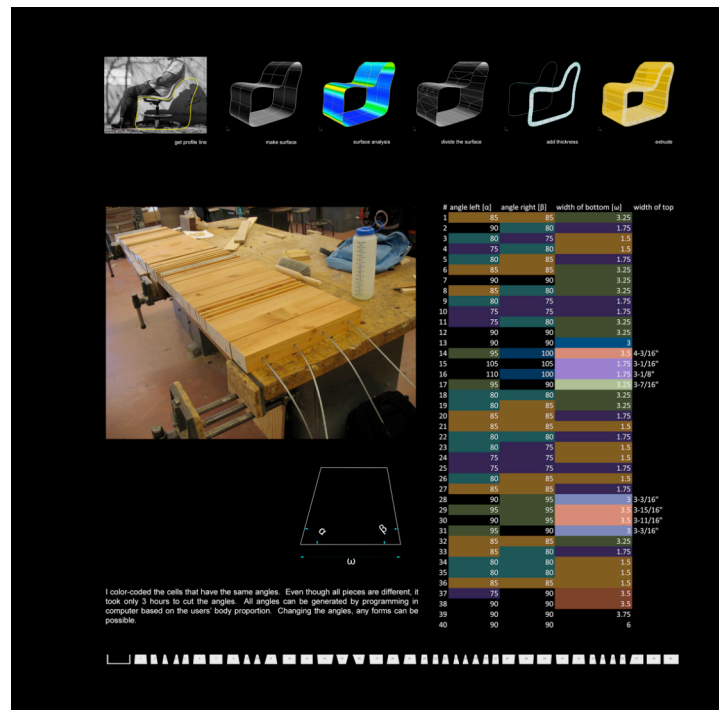 get profile line
make surface
surface analysis
divide the surface
add thickness
extrude
# angle left [α] angle right [β] width of bottom [ω] width of top
1 85 85 3.25
2 90 80 1.75
3 80 75 1.5
4 75 80 1.5
5 80 85 1.75
6 85 85 3.25
7 90 90 3.25
8 85 80 3.25
9 80 75 1.75
10 75 75 1.75
11 75 80 3.25
12 90 90 3.25
13 90 90 3
14 95 100 3.5 4-3/16"
15 105 105 1.75 3-1/16"
16 110 100 1.75 3-1/8"
17 95 90 3.25 3-7/16"
18 80 80 3.25
19 80 85 3.25
20 85 85 1.75
21 85 85 1.5
22 80 80 1.75
23 80 75 1.5
24 75 75 1.5
25 75 75 1.75
26 80 85 1.5
27 85 85 1.75
28 90 95 3 3-3/16"
29 95 95 3.5 3-15/16"
30 90 95 3.5 3-11/16"
31 95 90 3 3-3/16"
32 85 85 3.25
33 85 80 1.75
34 80 80 1.5
35 80 80 1.5
36 85 85 1.5
37 75 90 3.5
38 90 90 3.5
39 90 90 3.75
40 90 90 6
α β
ω
I color-coded the cells that have the same angles. Even though all pieces are different, it
took only 3 hours to cut the angles. All angles can be generated by programming in
computer based on the users' body proportion. Changing the angles, any forms can be
possible.